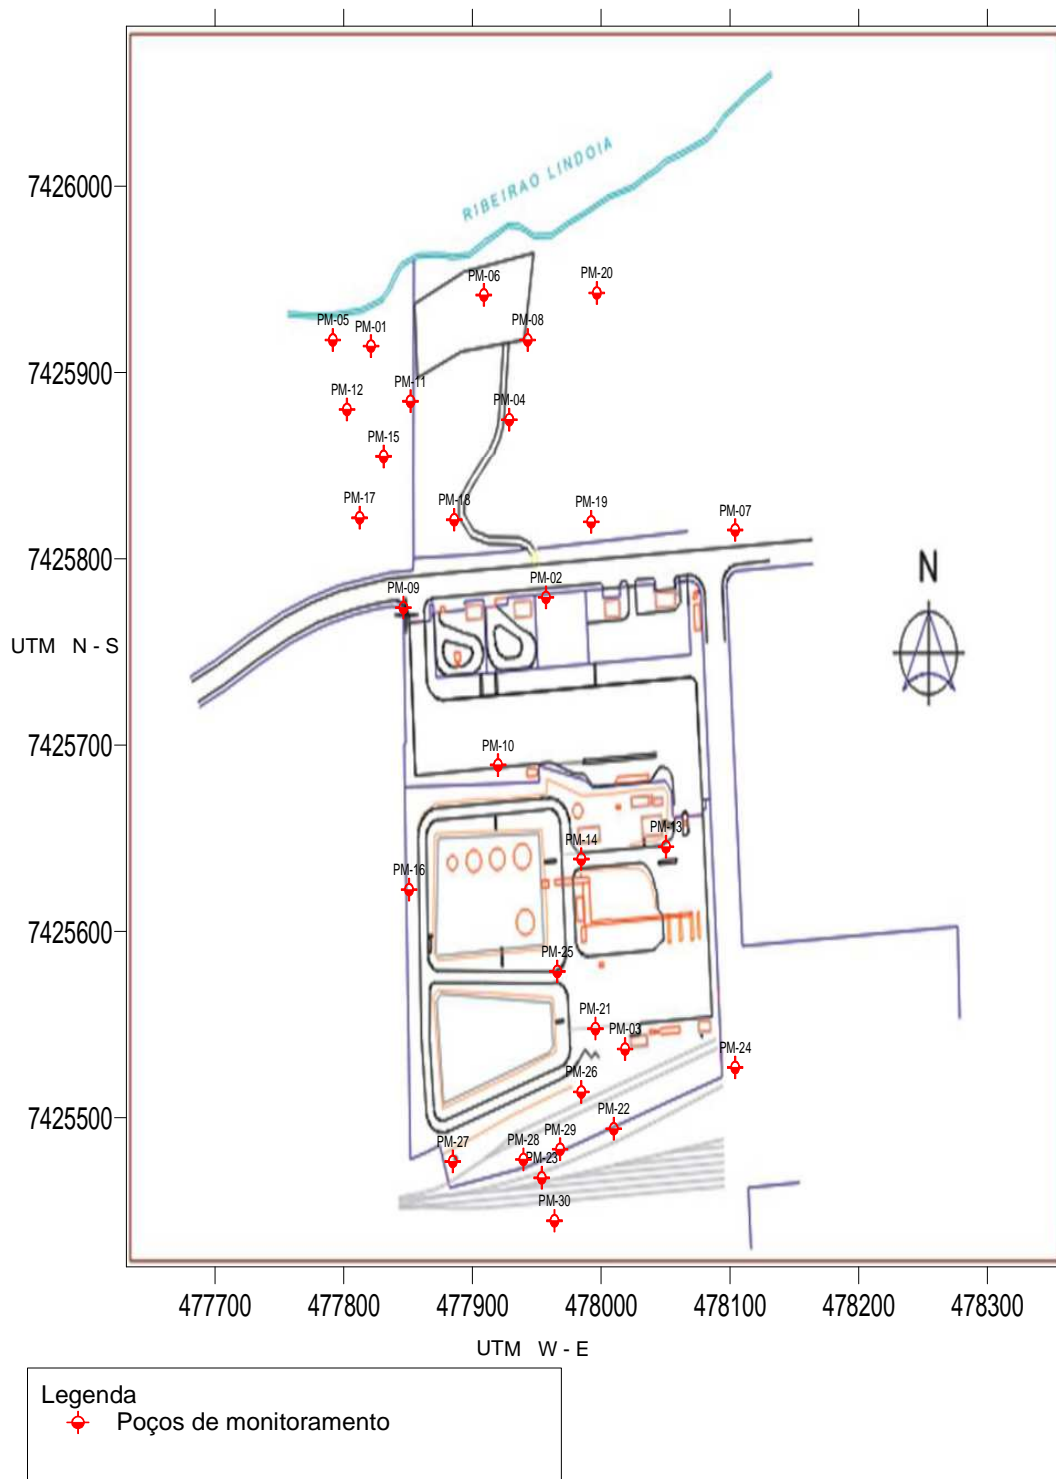 7426000
RIBEIRAO LINDOIA
PM-06
PM-20
PM-05
PM-01
PM-08
7425900
PM-12
PM-11
PM-04
PM-15
PM-17
PM-18
PM-19
PM-07
7425800
N
PM-09
PM-02
UTM N - S
7425700
PM-10
PM-13
PM-14
PM-16
7425600
PM-25
PM-21
PM-03
PM-24
PM-26
7425500
PM-22
PM-27
PM-28
PM-29
PM-23
PM-30
477700 477800 477900 478000 478100 478200 478300
UTM W - E
Legenda
Poços de monitoramento